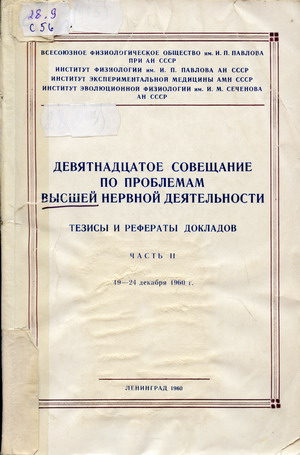 28.9
С 56
ВСЕСОЮЗНОЕ ФИЗИОЛОГИЧЕСКОЕ ОБЩЕСТВО им. И. П. ПАВЛОВА
ПРИ АН СССР
ИНСТИТУТ ФИЗИОЛОГИИ им. И. П. ПАВЛОВА АН СССР
ИНСТИТУТ ЭКСПЕРИМЕНТАЛЬНОЙ МЕДИЦИНЫ АМН СССР
ИНСТИТУТ ЭВОЛЮЦИОННОЙ ФИЗИОЛОГИИ им. И. М. СЕЧЕНОВА
АН СССР
ДЕВЯТНАДЦАТОЕ СОВЕЩАНИЕ
ПО ПРОБЛЕМАМ
ВЫСШЕЙ НЕРВНОЙ ДЕЯТЕЛЬНОСТИ
ТЕЗИСЫ И РЕФЕРАТЫ ДОКЛАДОВ
ЧАСТЬ II
19—24 декабря 1960 г.
ЛЕНИНГРАД 1960